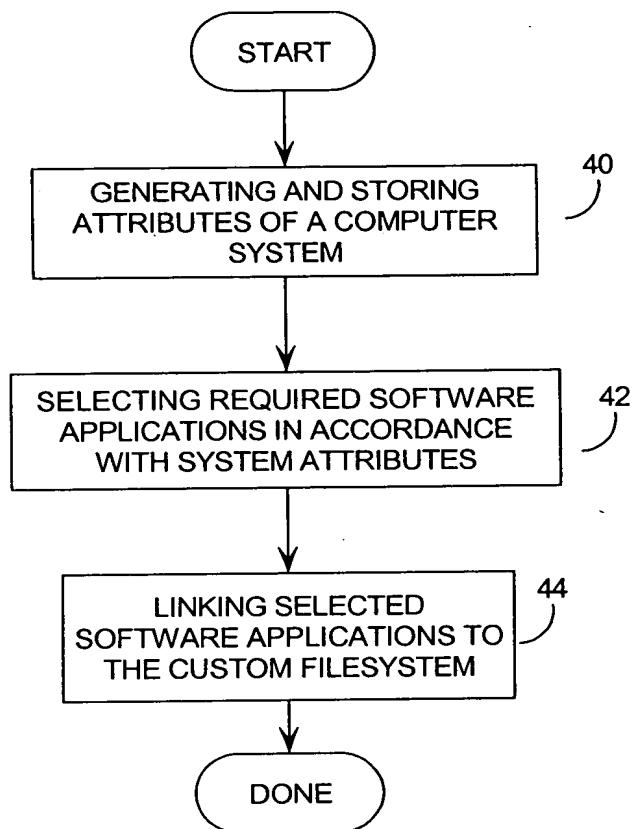 START
GENERATING AND STORING
ATTRIBUTES OF A COMPUTER
SYSTEM
40
SELECTING REQUIRED SOFTWARE
APPLICATIONS IN ACCORDANCE
WITH SYSTEM ATTRIBUTES
42
LINKING SELECTED
SOFTWARE APPLICATIONS TO
THE CUSTOM FILESYSTEM
44
DONE